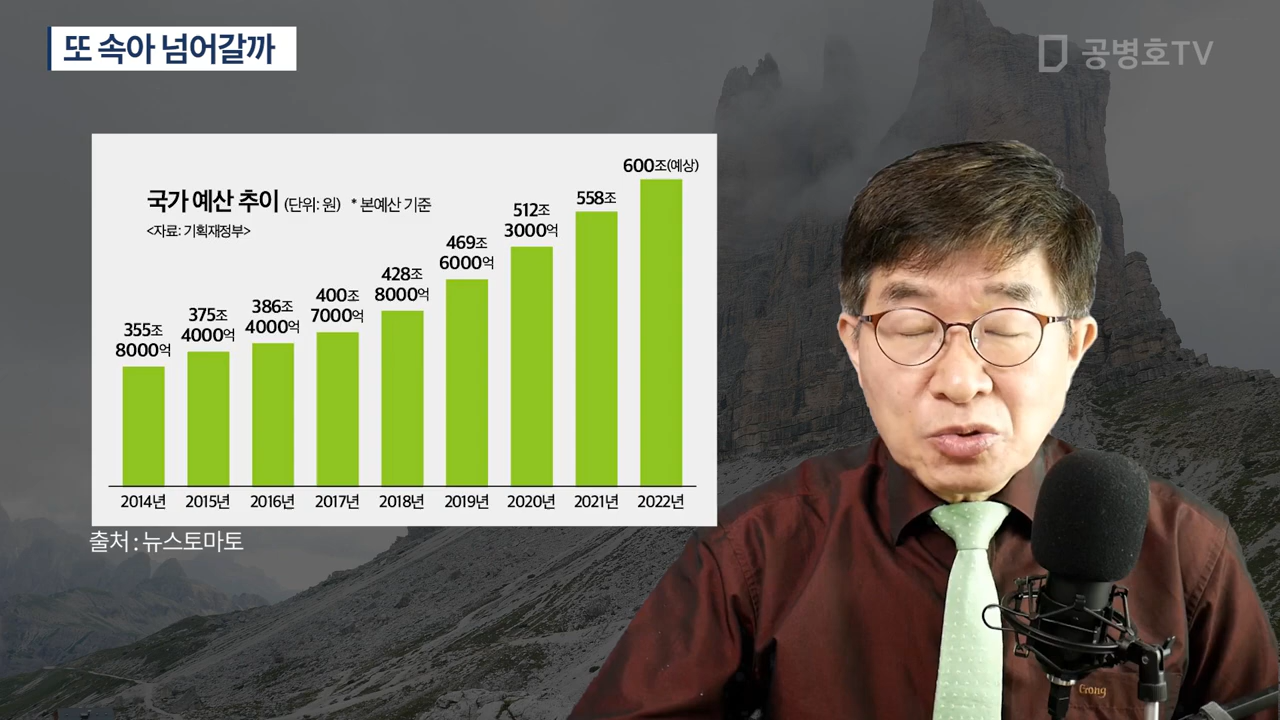 또 속아 넘어갈까
공병호TV
국가 예산 추이 (단위: 원) * 본예산 기준
<자료: 기획재정부>
355조
8000억
375조
4000억
386조
4000억
400조
7000억
428조
8000억
469조
6000억
512조
3000억
558조
600조(예상)
2014년 2015년 2016년 2017년 2018년 2019년 2020년 2021년 2022년
출처 : 뉴스토마토
Crong